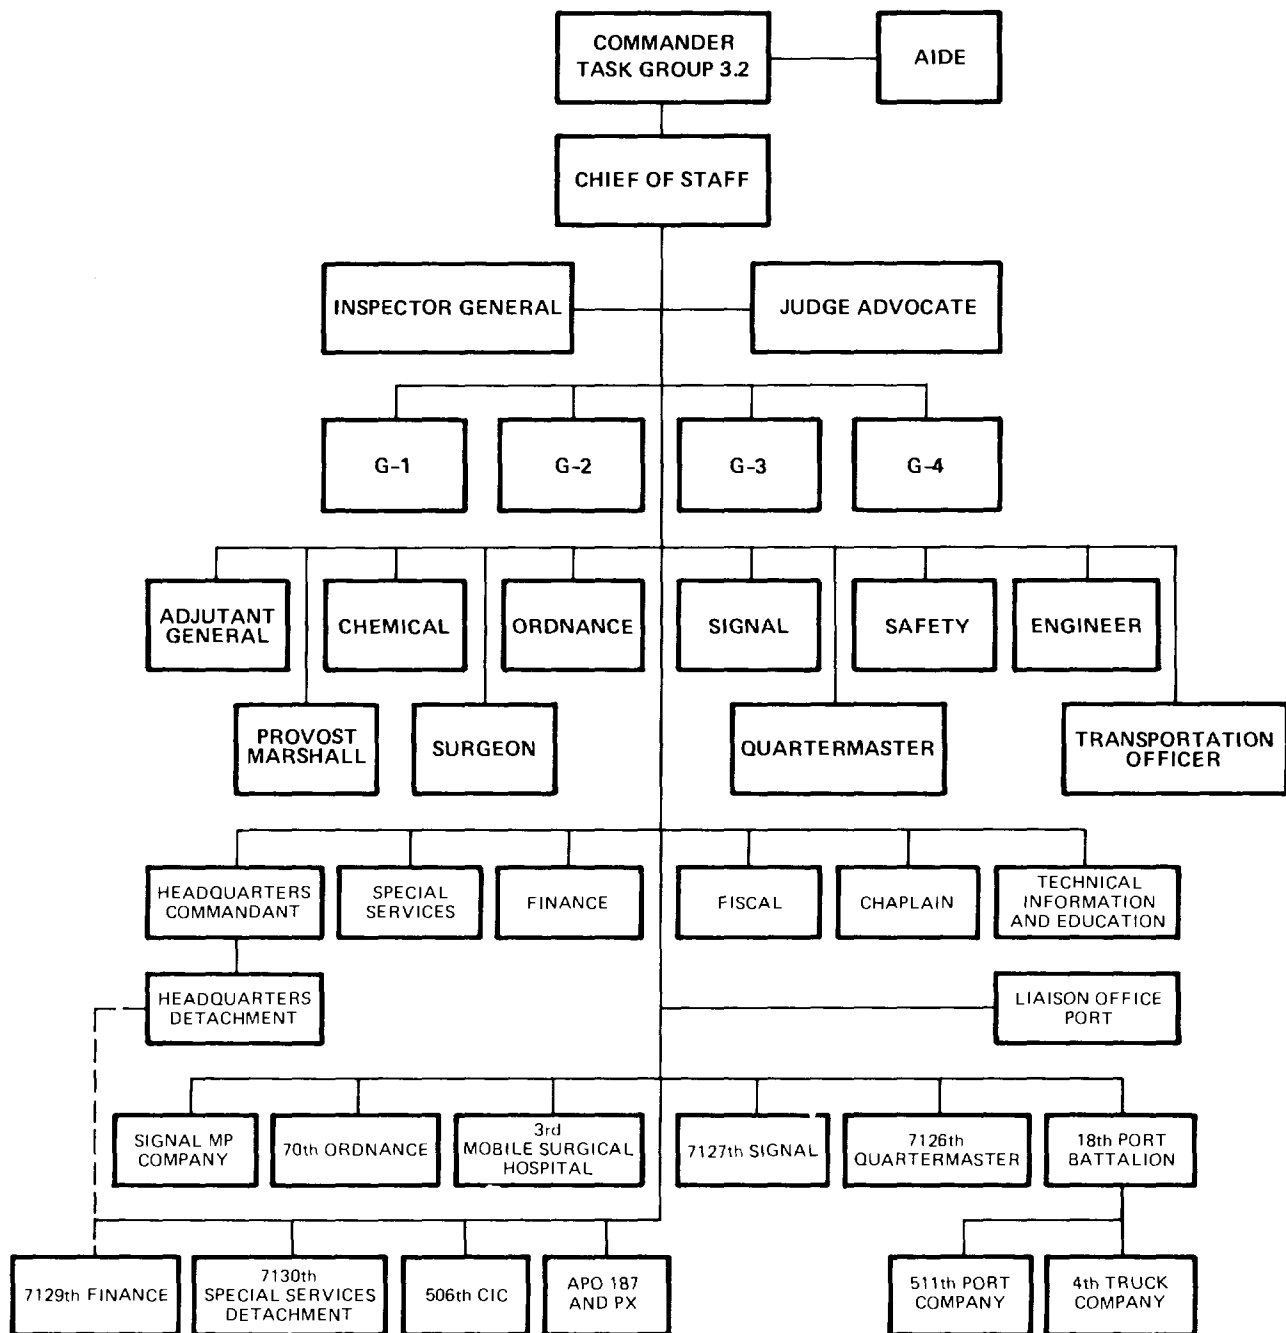 COMMANDER
TASK GROUP 3.2
AIDE
CHIEF OF STAFF
INSPECTOR GENERAL
JUDGE ADVOCATE
G-1
G-2
G-3
G-4
ADJUTANT
GENERAL
CHEMICAL
ORDNANCE
SIGNAL
SAFETY
ENGINEER
PROVOST
MARSHALL
SURGEON
QUARTERMASTER
TRANSPORTATION
OFFICER
HEADQUARTERS
COMMANDANT
SPECIAL
SERVICES
FINANCE
FISCAL
CHAPLAIN
TECHNICAL
INFORMATION
AND EDUCATION
HEADQUARTERS
DETACHMENT
LIAISON OFFICE
PORT
SIGNAL MP
COMPANY
70th ORDNANCE
3rd
MOBILE SURGICAL
HOSPITAL
7127th SIGNAL
7126th
QUARTERMASTER
18th PORT
BATTALION
7129th FINANCE
7130th
SPECIAL SERVICES
DETACHMENT
506th CIC
APO 187
AND PX
511th PORT
COMPANY
4th TRUCK
COMPANY